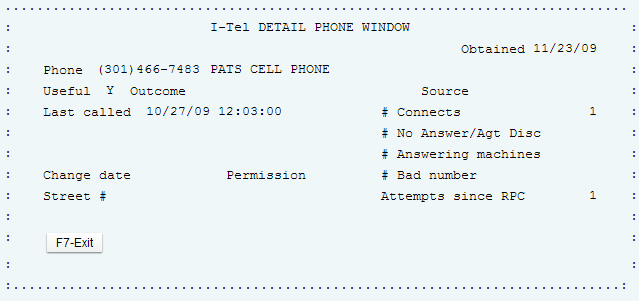 I-Tel DETAIL PHONE WINDOW
Obtained 11/23/09
Phone (301)466-7483 PATS CELL PHONE
Useful Y Outcome Source
Last called 10/27/09 12:03:00 # Connects 1
# No Answer/Agt Disc
# Answering machines
Change date Permission # Bad number
Street # Attempts since RPC 1
F7-Exit